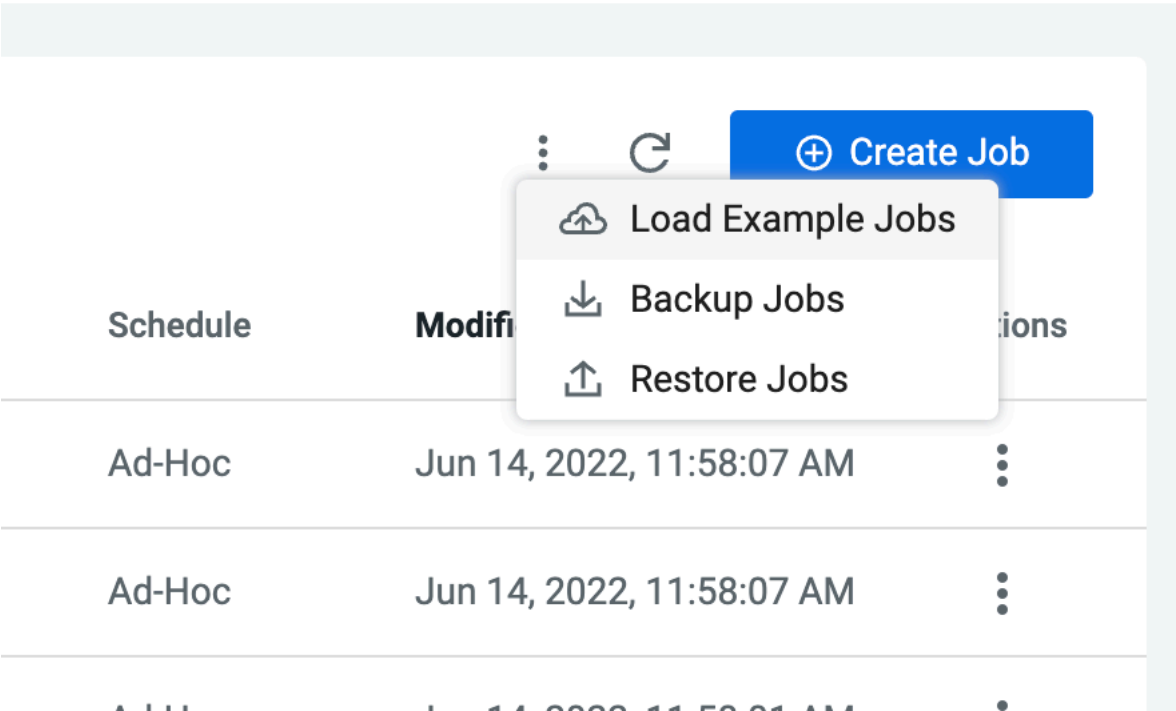 Create Job
Load Example Jobs
Backup Jobs
Restore Jobs
Schedule
Ad-Hoc Jun 14, 2022, 11:58:07 AM
Ad-Hoc Jun 14, 2022, 11:58:07 AM